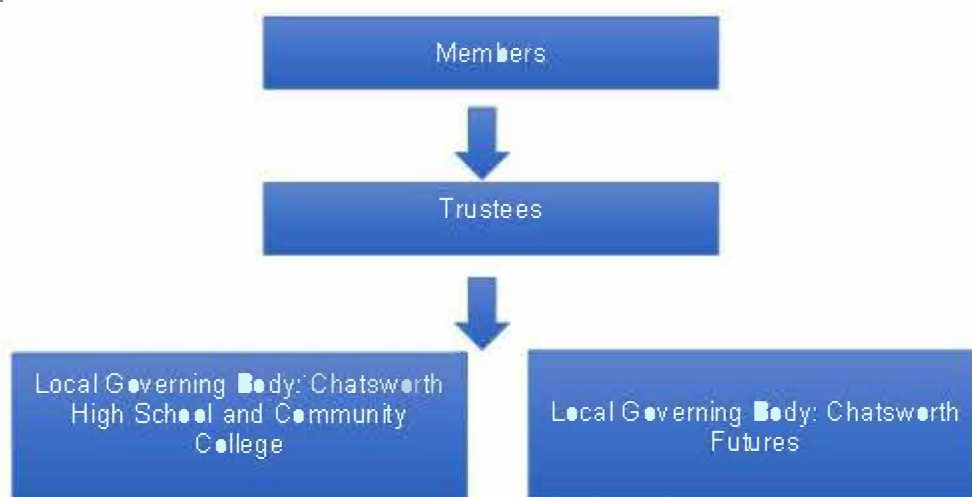 Members
Trustees
Local Governing Body: Chatsworth
High School and Community
College
Local Governing Body: Chatsworth
Futures